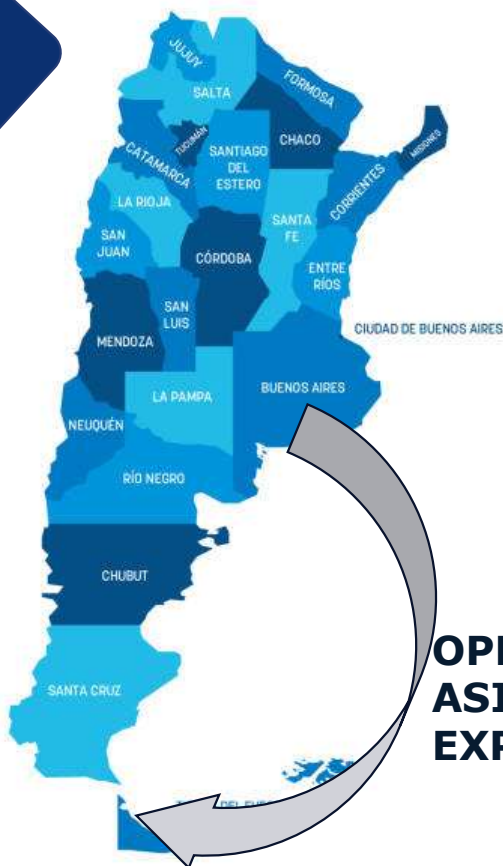 JUJUY
SALTA
FORMOSA
CHACO
TUCUMÁN
MISIONES
CATAMARCA
SANTIAGO
DEL
ESTERO
CORRIENTES
LA RIOJA
SANTA
FE
SAN
JUAN
CÓRDOBA
ENTRE
RÍOS
SAN
LUIS
CIUDAD DE BUENOS AIRES
MENDOZA
BUENOS AIRES
LA PAMPA
NEUQUÉN
RÍO NEGRO
CHUBUT
SANTA CRUZ
DEL